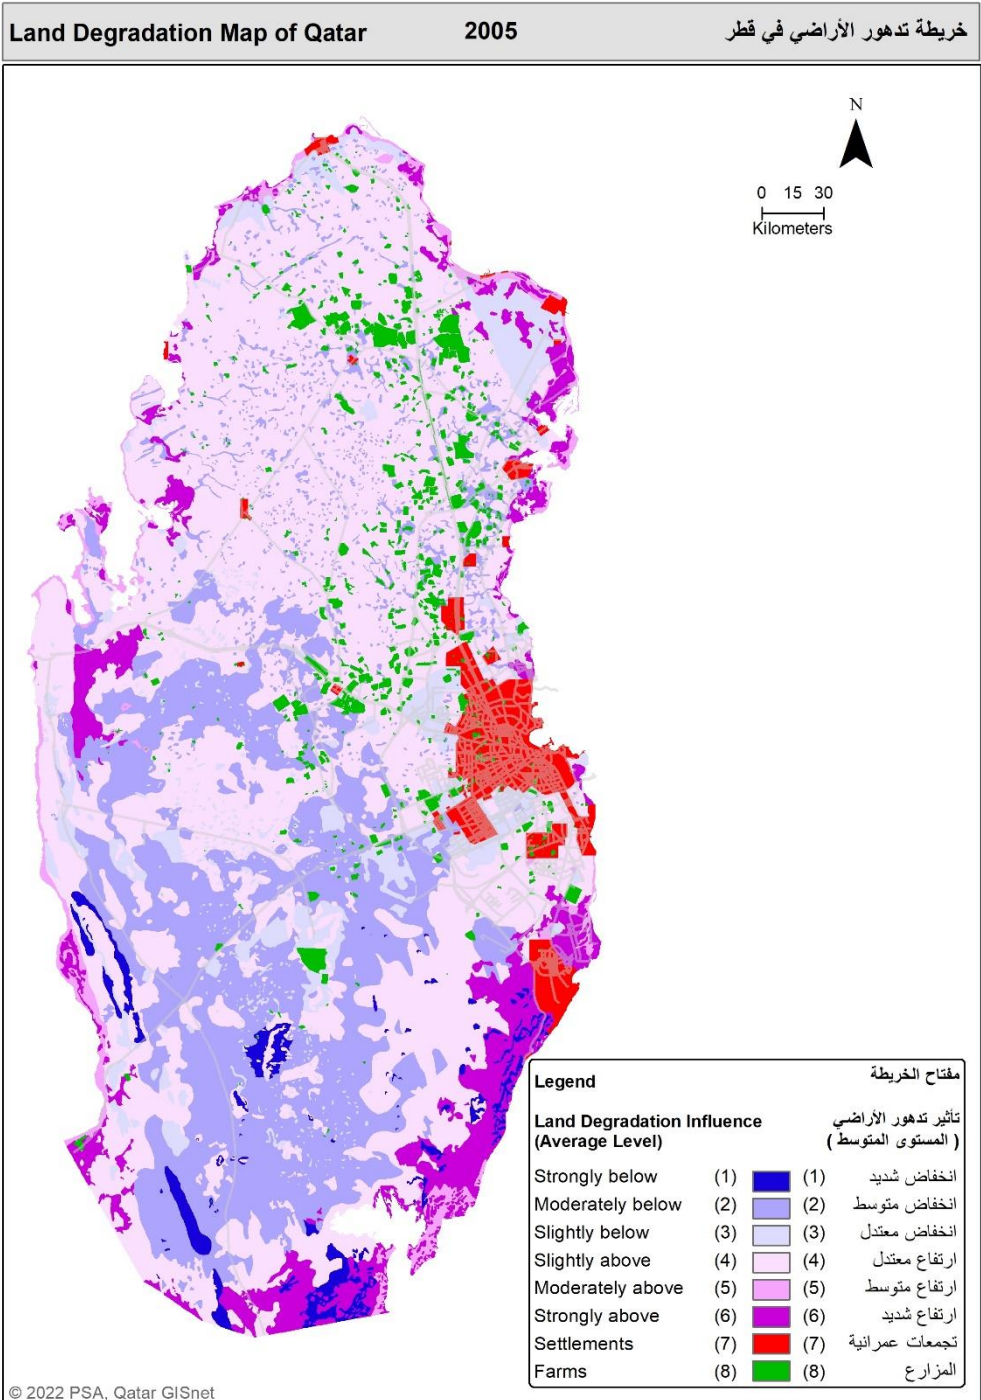 Land Degradation Map of Qatar 2005 خريطة تدهور الأراضي في قطر
N
0 15 30
Kilometers
Legend مفتاح الخريطة
Land Degradation Influence تأثير تدهور الأراضي
(Average Level) ( المستوى المتوسط )
Strongly below (1) (1) انخفاض شديد
Moderately below (2) (2) انخفاض متوسط
Slightly below (3) (3) انخفاض معتدل
Slightly above (4) (4) ارتفاع معتدل
Moderately above (5) (5) ارتفاع متوسط
Strongly above (6) (6) ارتفاع شديد
Settlements (7) (7) تجمعات عمرانية
Farms (8) (8) المزارع
© 2022 PSA, Qatar GISnet